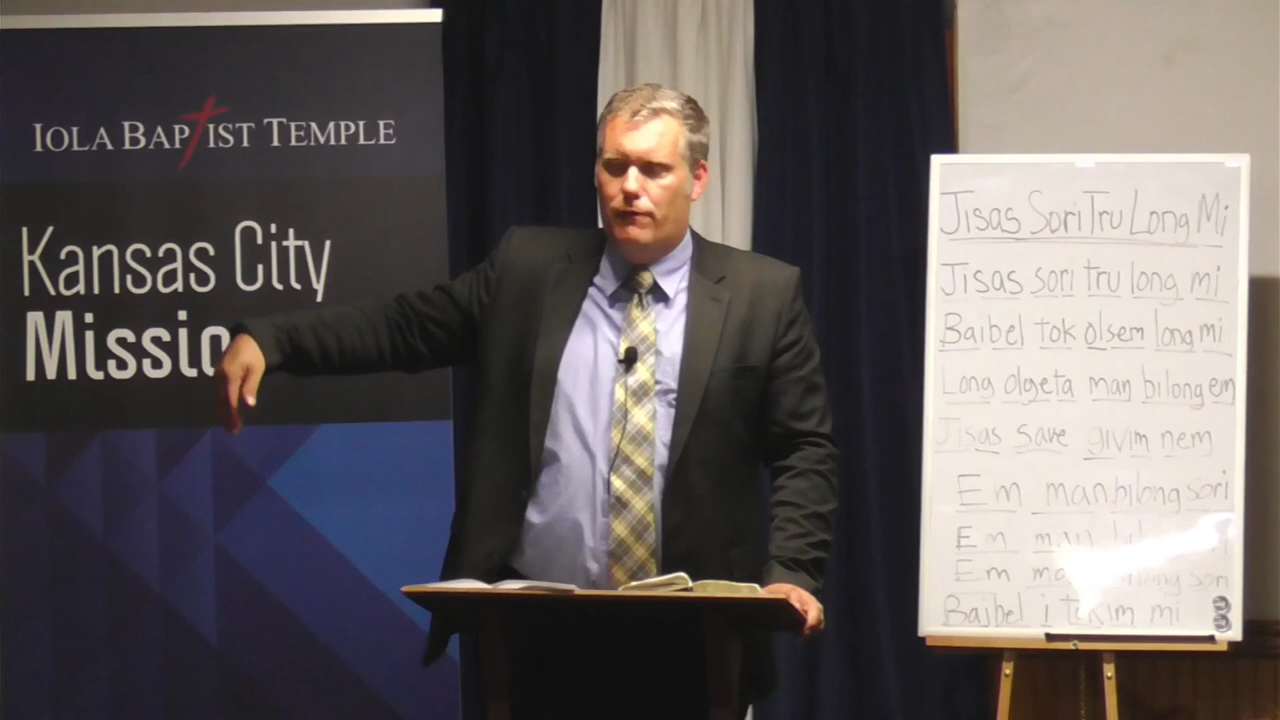 IOLA BAPTIST TEMPLE
Kansas City
Missio
Jisas Sori Tru Long Mi
Jisas sori tru long mi
Baibel tok olsem long mi
Long olgeta man bilong em
Jisas save givim nem
Em man bilong sori
Em
Em sori
Baibel i tekim mi